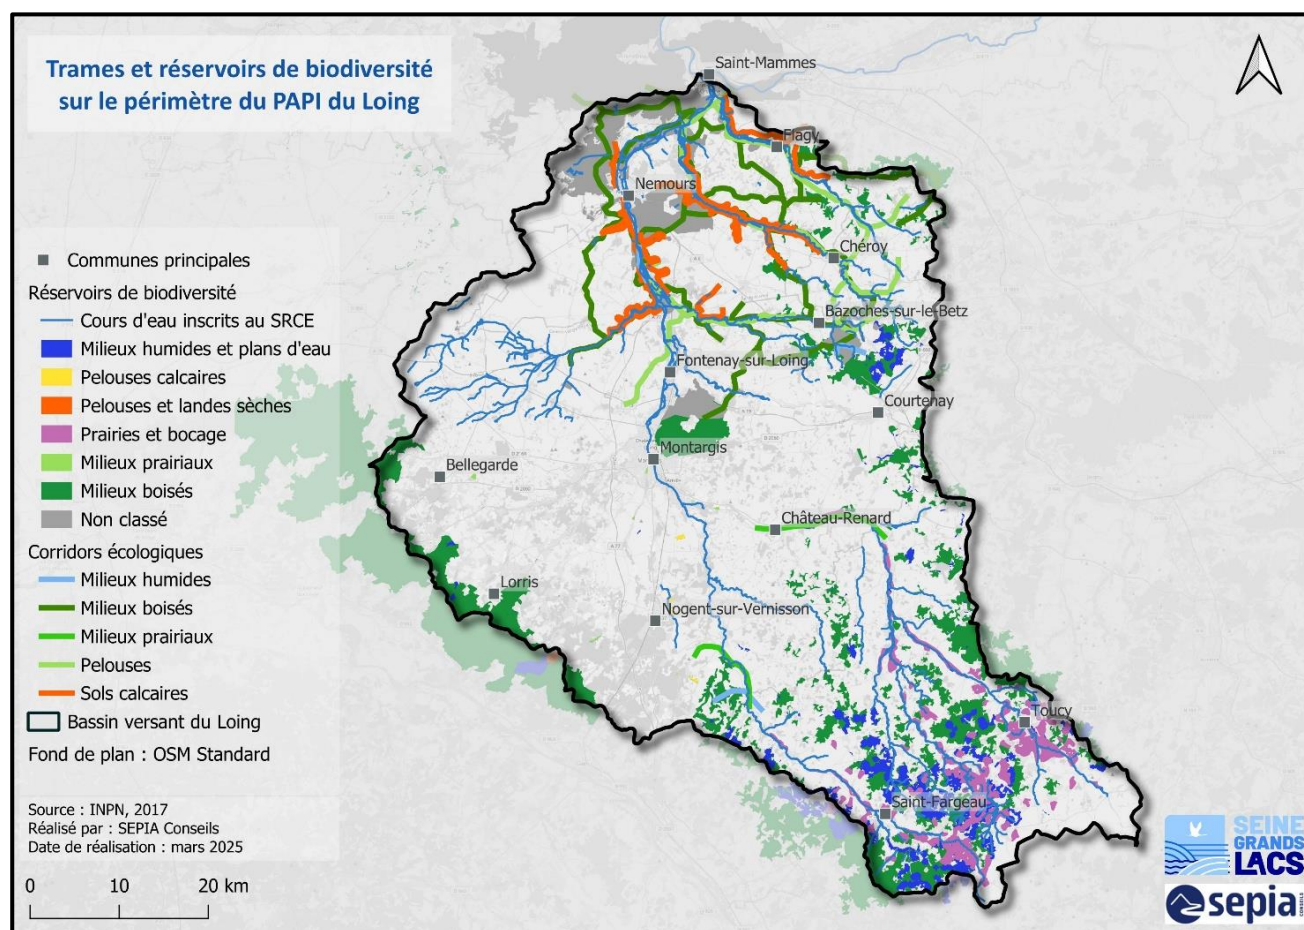 Trames et réservoirs de biodiversité
sur le périmètre du PAPI du Loing
Saint-Mammes
Flagy
Nemours
Chéroy
Bazoches-sur-le-Betz
Fontenay-sur-Loing
Courtenay
Montargis
Bellegarde
Château-Renard
Lorris
Nogent-sur-Vernisson
Toucy
Saint-Fargeau
Communes principales
Réservoirs de biodiversité
Cours d'eau inscrits au SRCE
Milieux humides et plans d'eau
Pelouses calcaires
Pelouses et landes sèches
Prairies et bocage
Milieux prairiaux
Milieux boisés
Non classé
Corridors écologiques
Milieux humides
Milieux boisés
Milieux prairiaux
Pelouses
Sols calcaires
Bassin versant du Loing
Fond de plan : OSM Standard
Source : INPN, 2017
Réalisé par : SEPIA Conseils
Date de réalisation : mars 2025
0 10 20 km
SEINE
GRANDS
LACS
sepia
CONSEILS